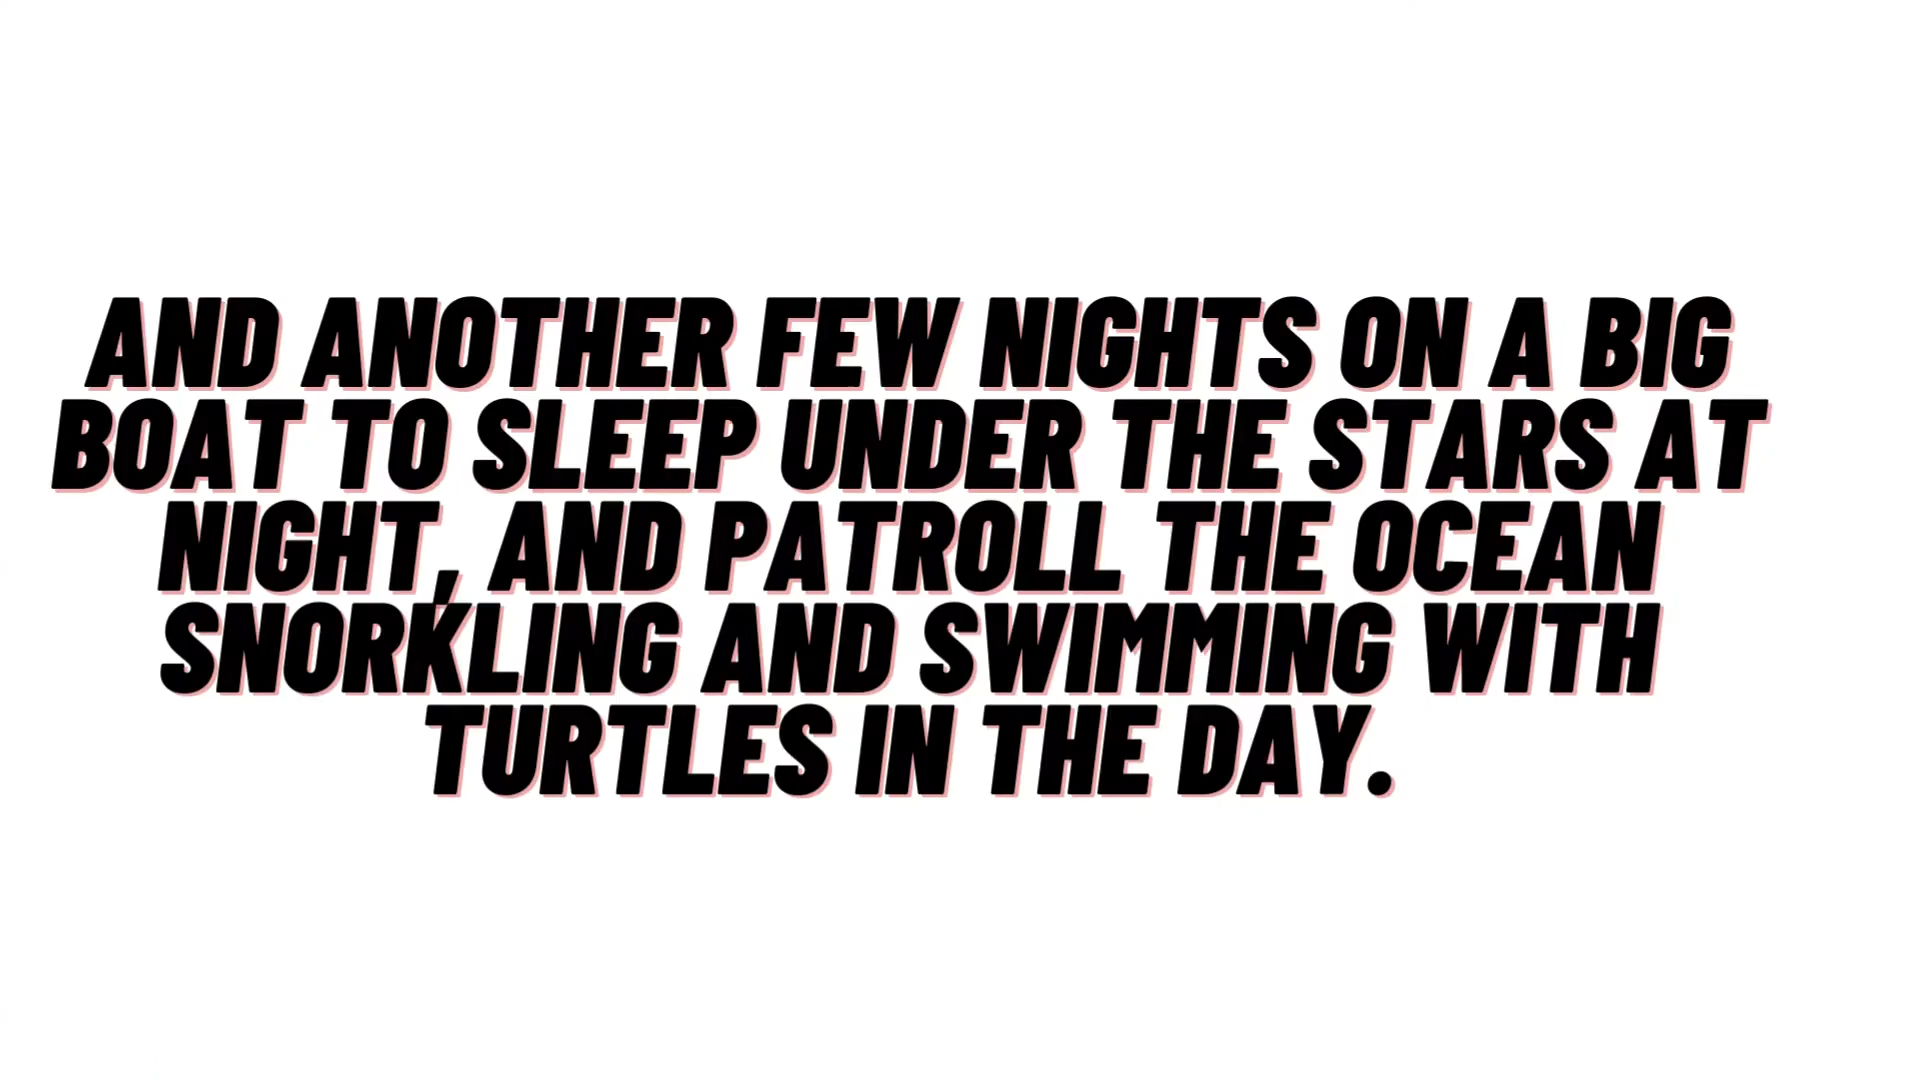 AND ANOTHER FEW NIGHTS ON A BIG
BOAT TO SLEEP UNDER THE STARS AT
NIGHT, AND PATROLL THE OCEAN
SNORKLING AND SWIMMING WITH
TURTLES IN THE DAY.